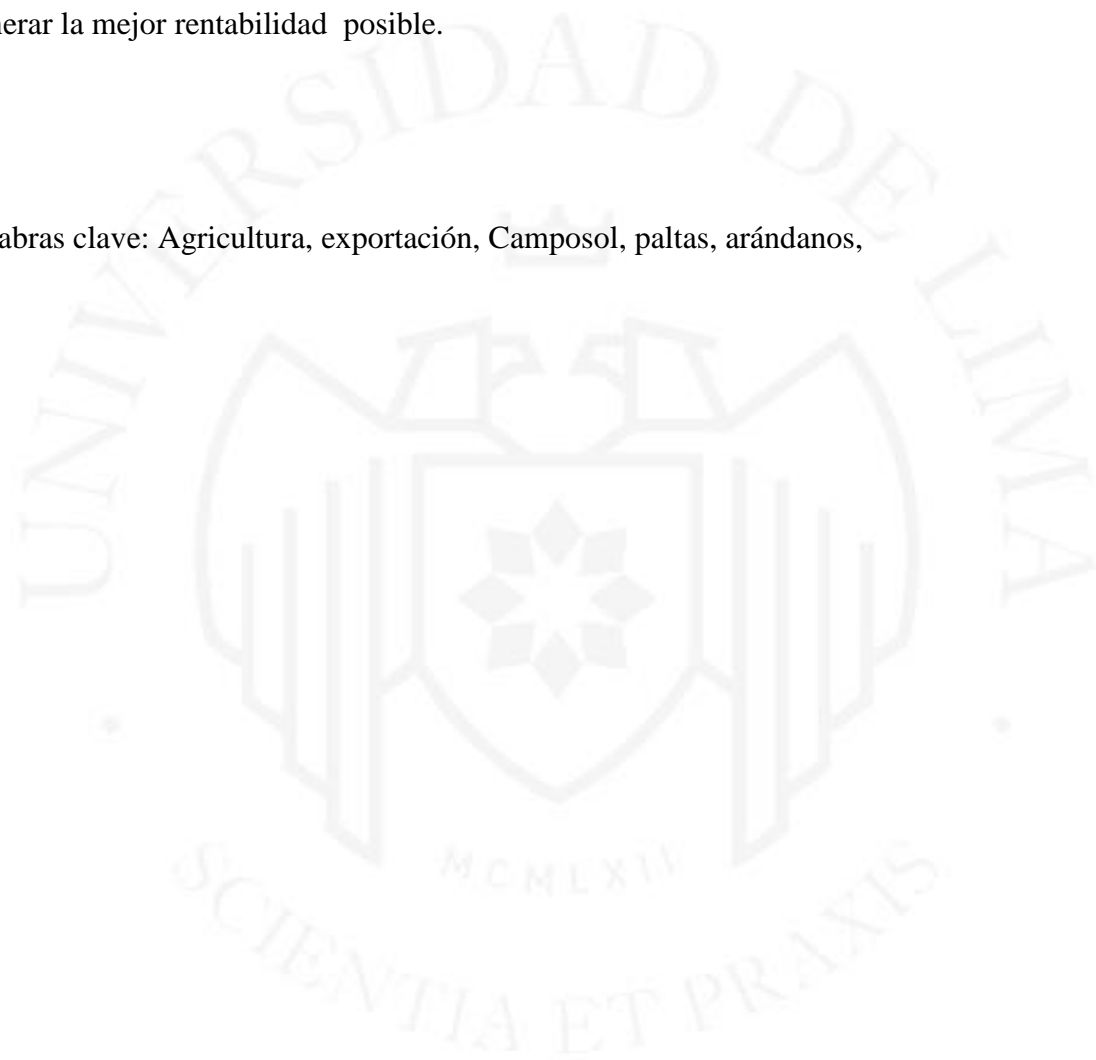 nerar la mejor rentabilidad  posible.
abras clave: Agricultura, exportación, Camposol, paltas, arándanos,
UNIVERSIDAD DE LIMA
MCMLXII
SCIENTIA ET PRAXIS